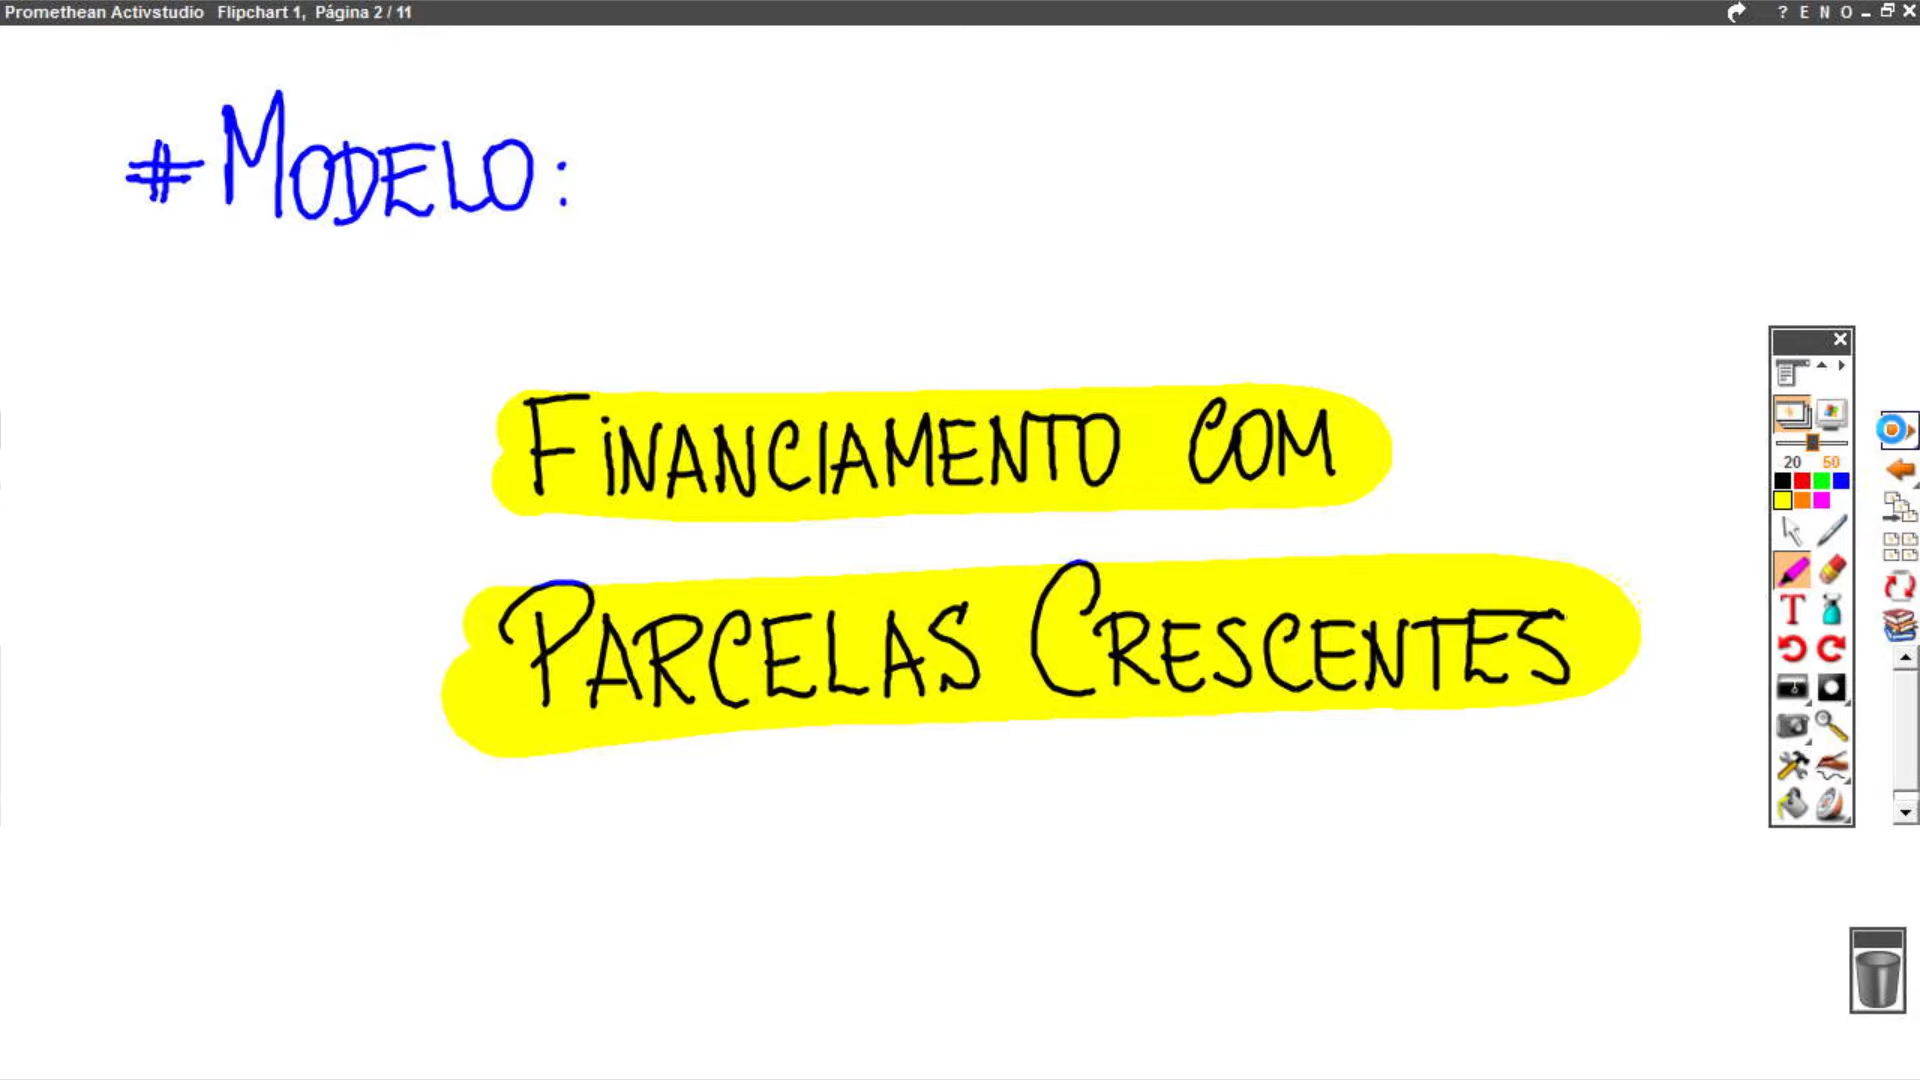 Promethean Activstudio Flipchart 1, Página 2 / 11
? E N O
#MODELO:
FINANCIAMENTO COM
PARCELAS CRESCENTES
20 50
T